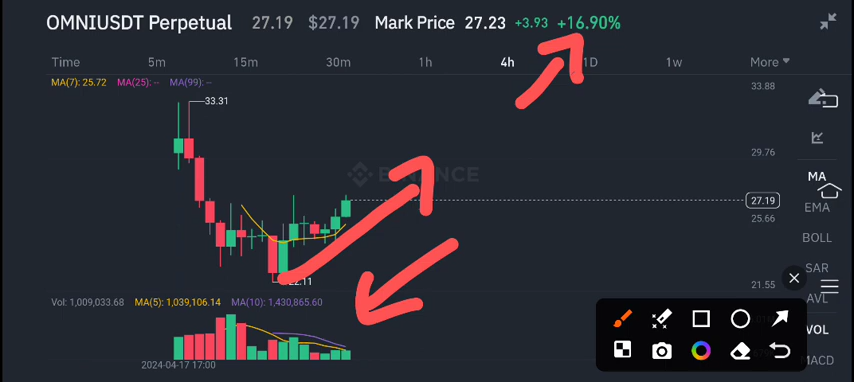 OMNIUSDT Perpetual 27.19 $27.19 Mark Price 27.23 +3.93 +16.90%
Time 5m 15m 30m 1h 4h 1D 1w More
MA(7): 25.72 MA(25): -- MA(99): --
33.88
33.31
29.76
BINANCE
MA
27.19
EMA
25.66
BOLL
SAR
22.11
21.55
AVL
Vol: 1,009,033.68 MA(5): 1,039,106.14 MA(10): 1,430,865.60
VOL
MACD
2024-04-17 17:00